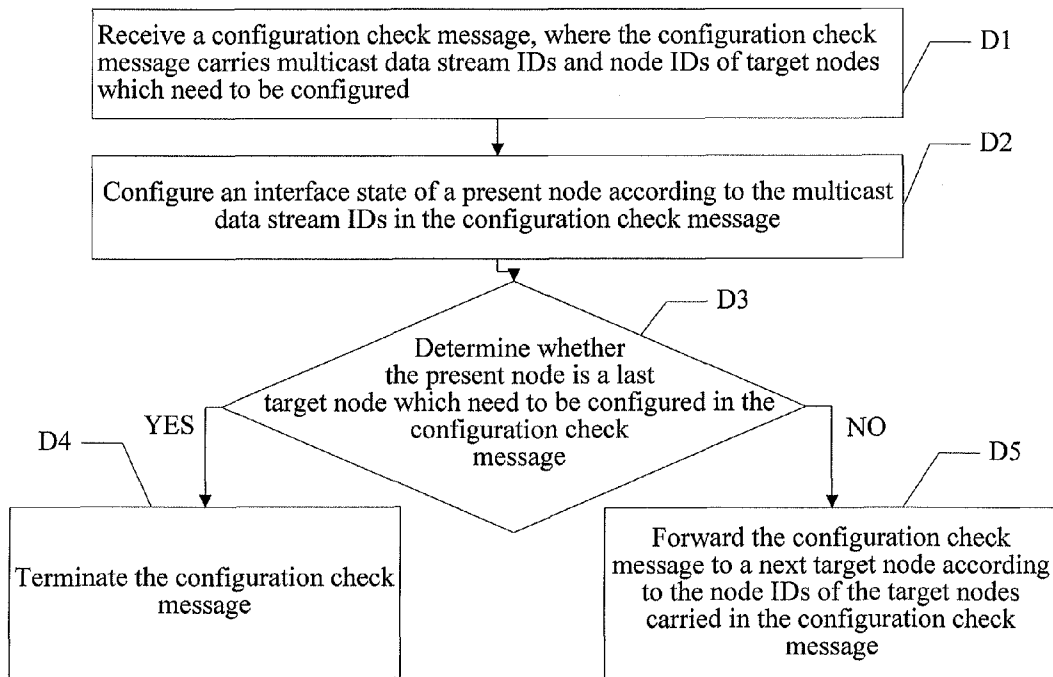 Receive a configuration check message, where the configuration check
message carries multicast data stream IDs and node IDs of target nodes
which need to be configured
D1
D2
Configure an interface state of a present node according to the multicast
data stream IDs in the configuration check message
D3
Determine whether
the present node is a last
target node which need to be configured in the
configuration check
message
YES
NO
D4
D5
Terminate the configuration check
message
Forward the configuration check
message to a next target node according
to the node IDs of the target nodes
carried in the configuration check
message